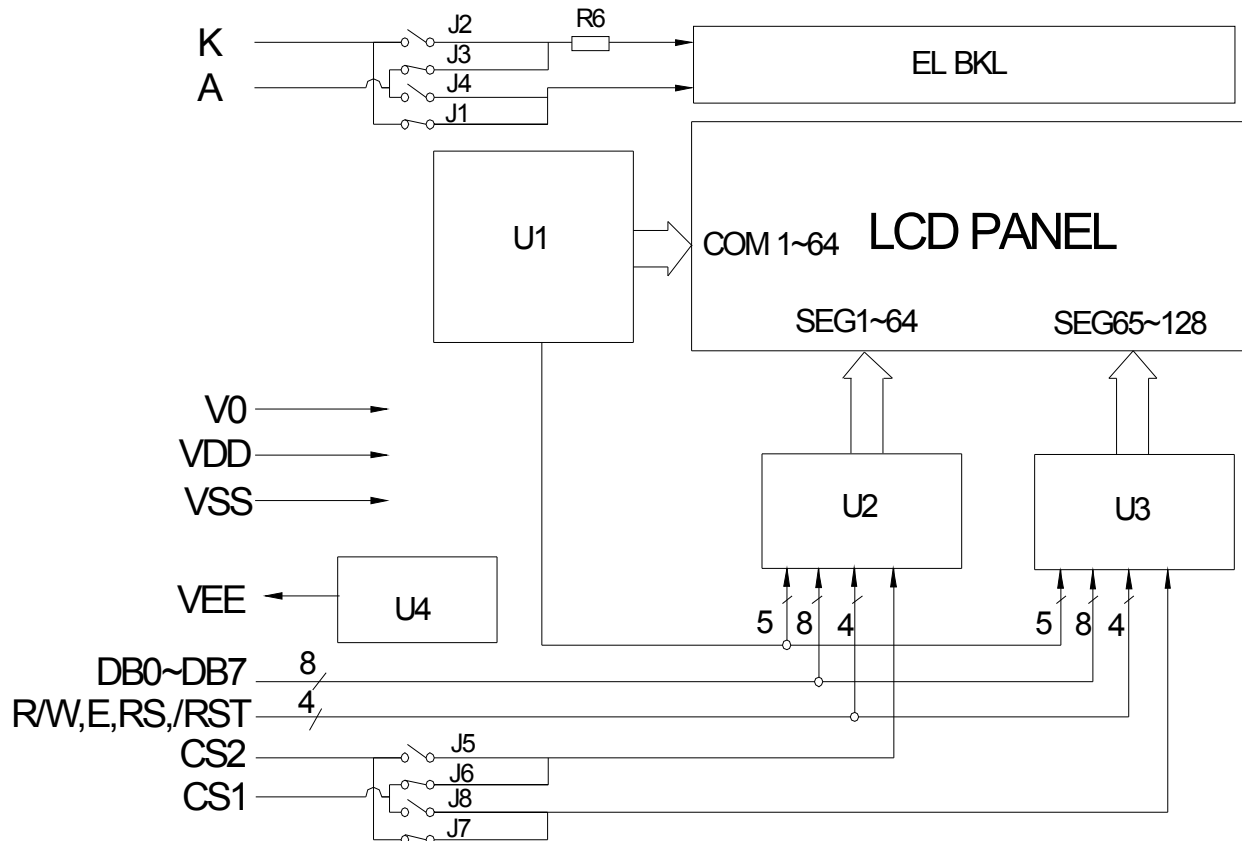 K
A
J2
J3
J4
J1
R6
EL BKL
U1
COM 1~64
LCD PANEL
SEG1~64
SEG65~128
V0
VDD
VSS
U2
U3
VEE
U4
5
8
4
5
8
4
DB0~DB7
8
R/W,E,RS,/RST
4
CS2
CS1
J5
J6
J8
J7